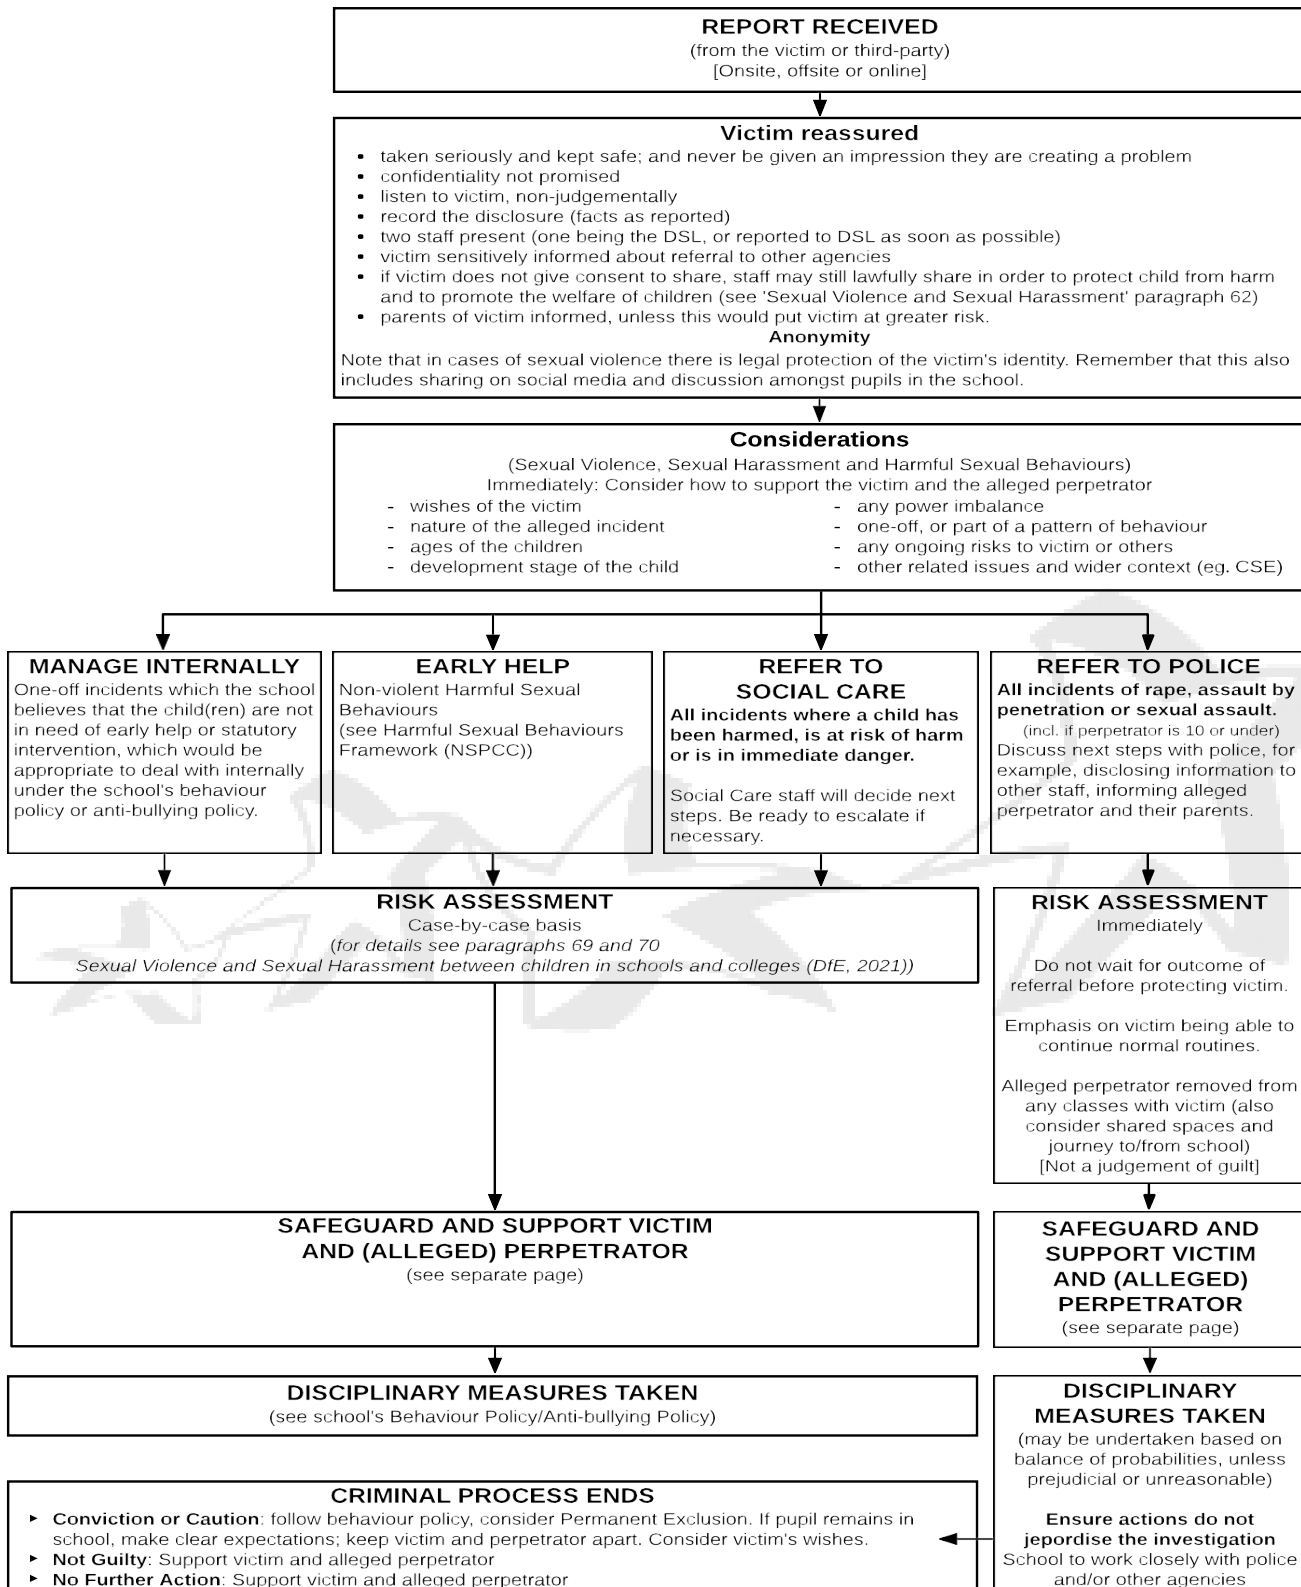 REPORT RECEIVED
(from the victim or third-party)
[Onsite, offsite or online]
Victim reassured
• taken seriously and kept safe; and never be given an impression they are creating a problem
• confidentiality not promised
• listen to victim, non-judgementally
• record the disclosure (facts as reported)
• two staff present (one being the DSL, or reported to DSL as soon as possible)
• victim sensitively informed about referral to other agencies
• if victim does not give consent to share, staff may still lawfully share in order to protect child from harm
and to promote the welfare of children (see 'Sexual Violence and Sexual Harassment' paragraph 62)
• parents of victim informed, unless this would put victim at greater risk.
Anonymity
Note that in cases of sexual violence there is legal protection of the victim's identity. Remember that this also
includes sharing on social media and discussion amongst pupils in the school.
Considerations
(Sexual Violence, Sexual Harassment and Harmful Sexual Behaviours)
Immediately: Consider how to support the victim and the alleged perpetrator
- wishes of the victim
- nature of the alleged incident
- ages of the children
- development stage of the child
- any power imbalance
- one-off, or part of a pattern of behaviour
- any ongoing risks to victim or others
- other related issues and wider context (eg. CSE)
MANAGE INTERNALLY
One-off incidents which the school
believes that the child(ren) are not
in need of early help or statutory
intervention, which would be
appropriate to deal with internally
under the school's behaviour
policy or anti-bullying policy.
EARLY HELP
Non-violent Harmful Sexual
Behaviours
(see Harmful Sexual Behaviours
Framework (NSPCC))
REFER TO
SOCIAL CARE
All incidents where a child has
been harmed, is at risk of harm
or is in immediate danger.
Social Care staff will decide next
steps. Be ready to escalate if
necessary.
REFER TO POLICE
All incidents of rape, assault by
penetration or sexual assault.
(incl. if perpetrator is 10 or under)
Discuss next steps with police, for
example, disclosing information to
other staff, informing alleged
perpetrator and their parents.
RISK ASSESSMENT
Case-by-case basis
(for details see paragraphs 69 and 70
Sexual Violence and Sexual Harassment between children in schools and colleges (DfE, 2021))
RISK ASSESSMENT
Immediately
Do not wait for outcome of
referral before protecting victim.
Emphasis on victim being able to
continue normal routines.
Alleged perpetrator removed from
any classes with victim (also
consider shared spaces and
journey to/from school)
[Not a judgement of guilt]
SAFEGUARD AND SUPPORT VICTIM
AND (ALLEGED) PERPETRATOR
(see separate page)
SAFEGUARD AND
SUPPORT VICTIM
AND (ALLEGED)
PERPETRATOR
(see separate page)
DISCIPLINARY MEASURES TAKEN
(see school's Behaviour Policy/Anti-bullying Policy)
DISCIPLINARY
MEASURES TAKEN
(may be undertaken based on
balance of probabilities, unless
prejudicial or unreasonable)
Ensure actions do not
jepordise the investigation
School to work closely with police
and/or other agencies
CRIMINAL PROCESS ENDS
► Conviction or Caution: follow behaviour policy, consider Permanent Exclusion. If pupil remains in
school, make clear expectations; keep victim and perpetrator apart. Consider victim's wishes.
► Not Guilty: Support victim and alleged perpetrator
► No Further Action: Support victim and alleged perpetrator